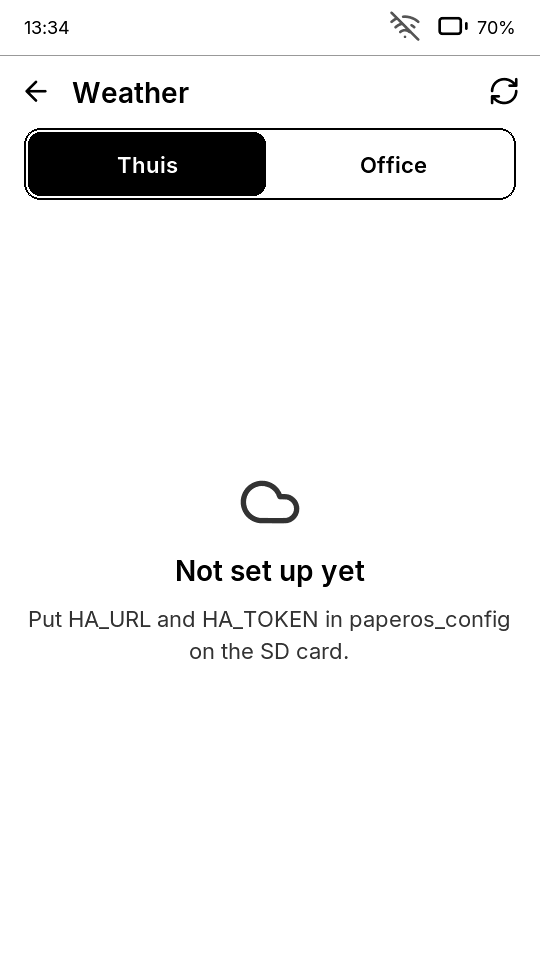 13:34
70%
Weather
Thuis
Office
Not set up yet
Put HA_URL and HA_TOKEN in paperos_config
on the SD card.